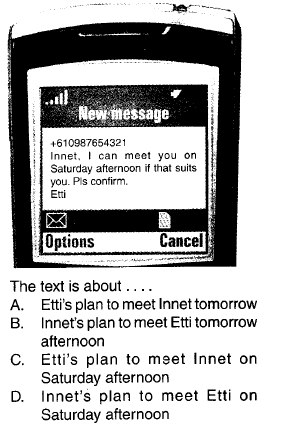 New message
+610987654321
Innet, I can meet you on
Saturday afternoon if that suits
you. Pls confirm.
Etti
Options Cancel
The text is about . . . .
A. Etti's plan to meet Innet tomorrow
B. Innet's plan to meet Etti tomorrow
afternoon
C. Etti's plan to meet Innet on
Saturday afternoon
D. Innet's plan to meet Etti on
Saturday afternoon